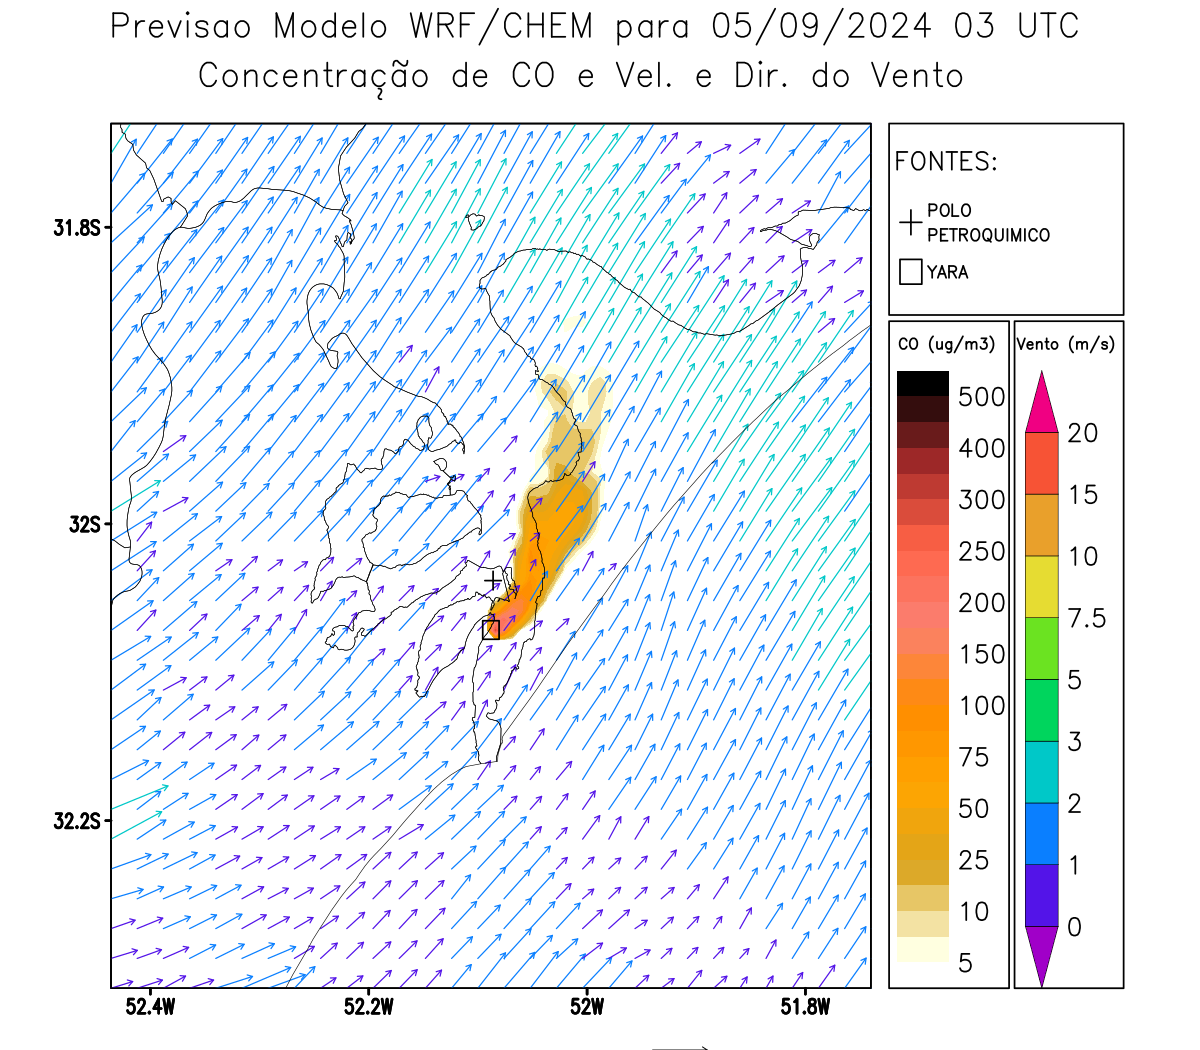 Previsao Modelo WRF/CHEM para 05/09/2024 03 UTC
Concentração de CO e Vel. e Dir. do Vento
FONTES:
POLO
PETROQUIMICO
YARA
CO (ug/m3)
500
400
300
250
200
150
100
75
50
25
10
5
Vento (m/s)
20
15
10
7.5
5
3
2
1
0
31.8S
32S
32.2S
52.4W
52.2W
52W
51.8W